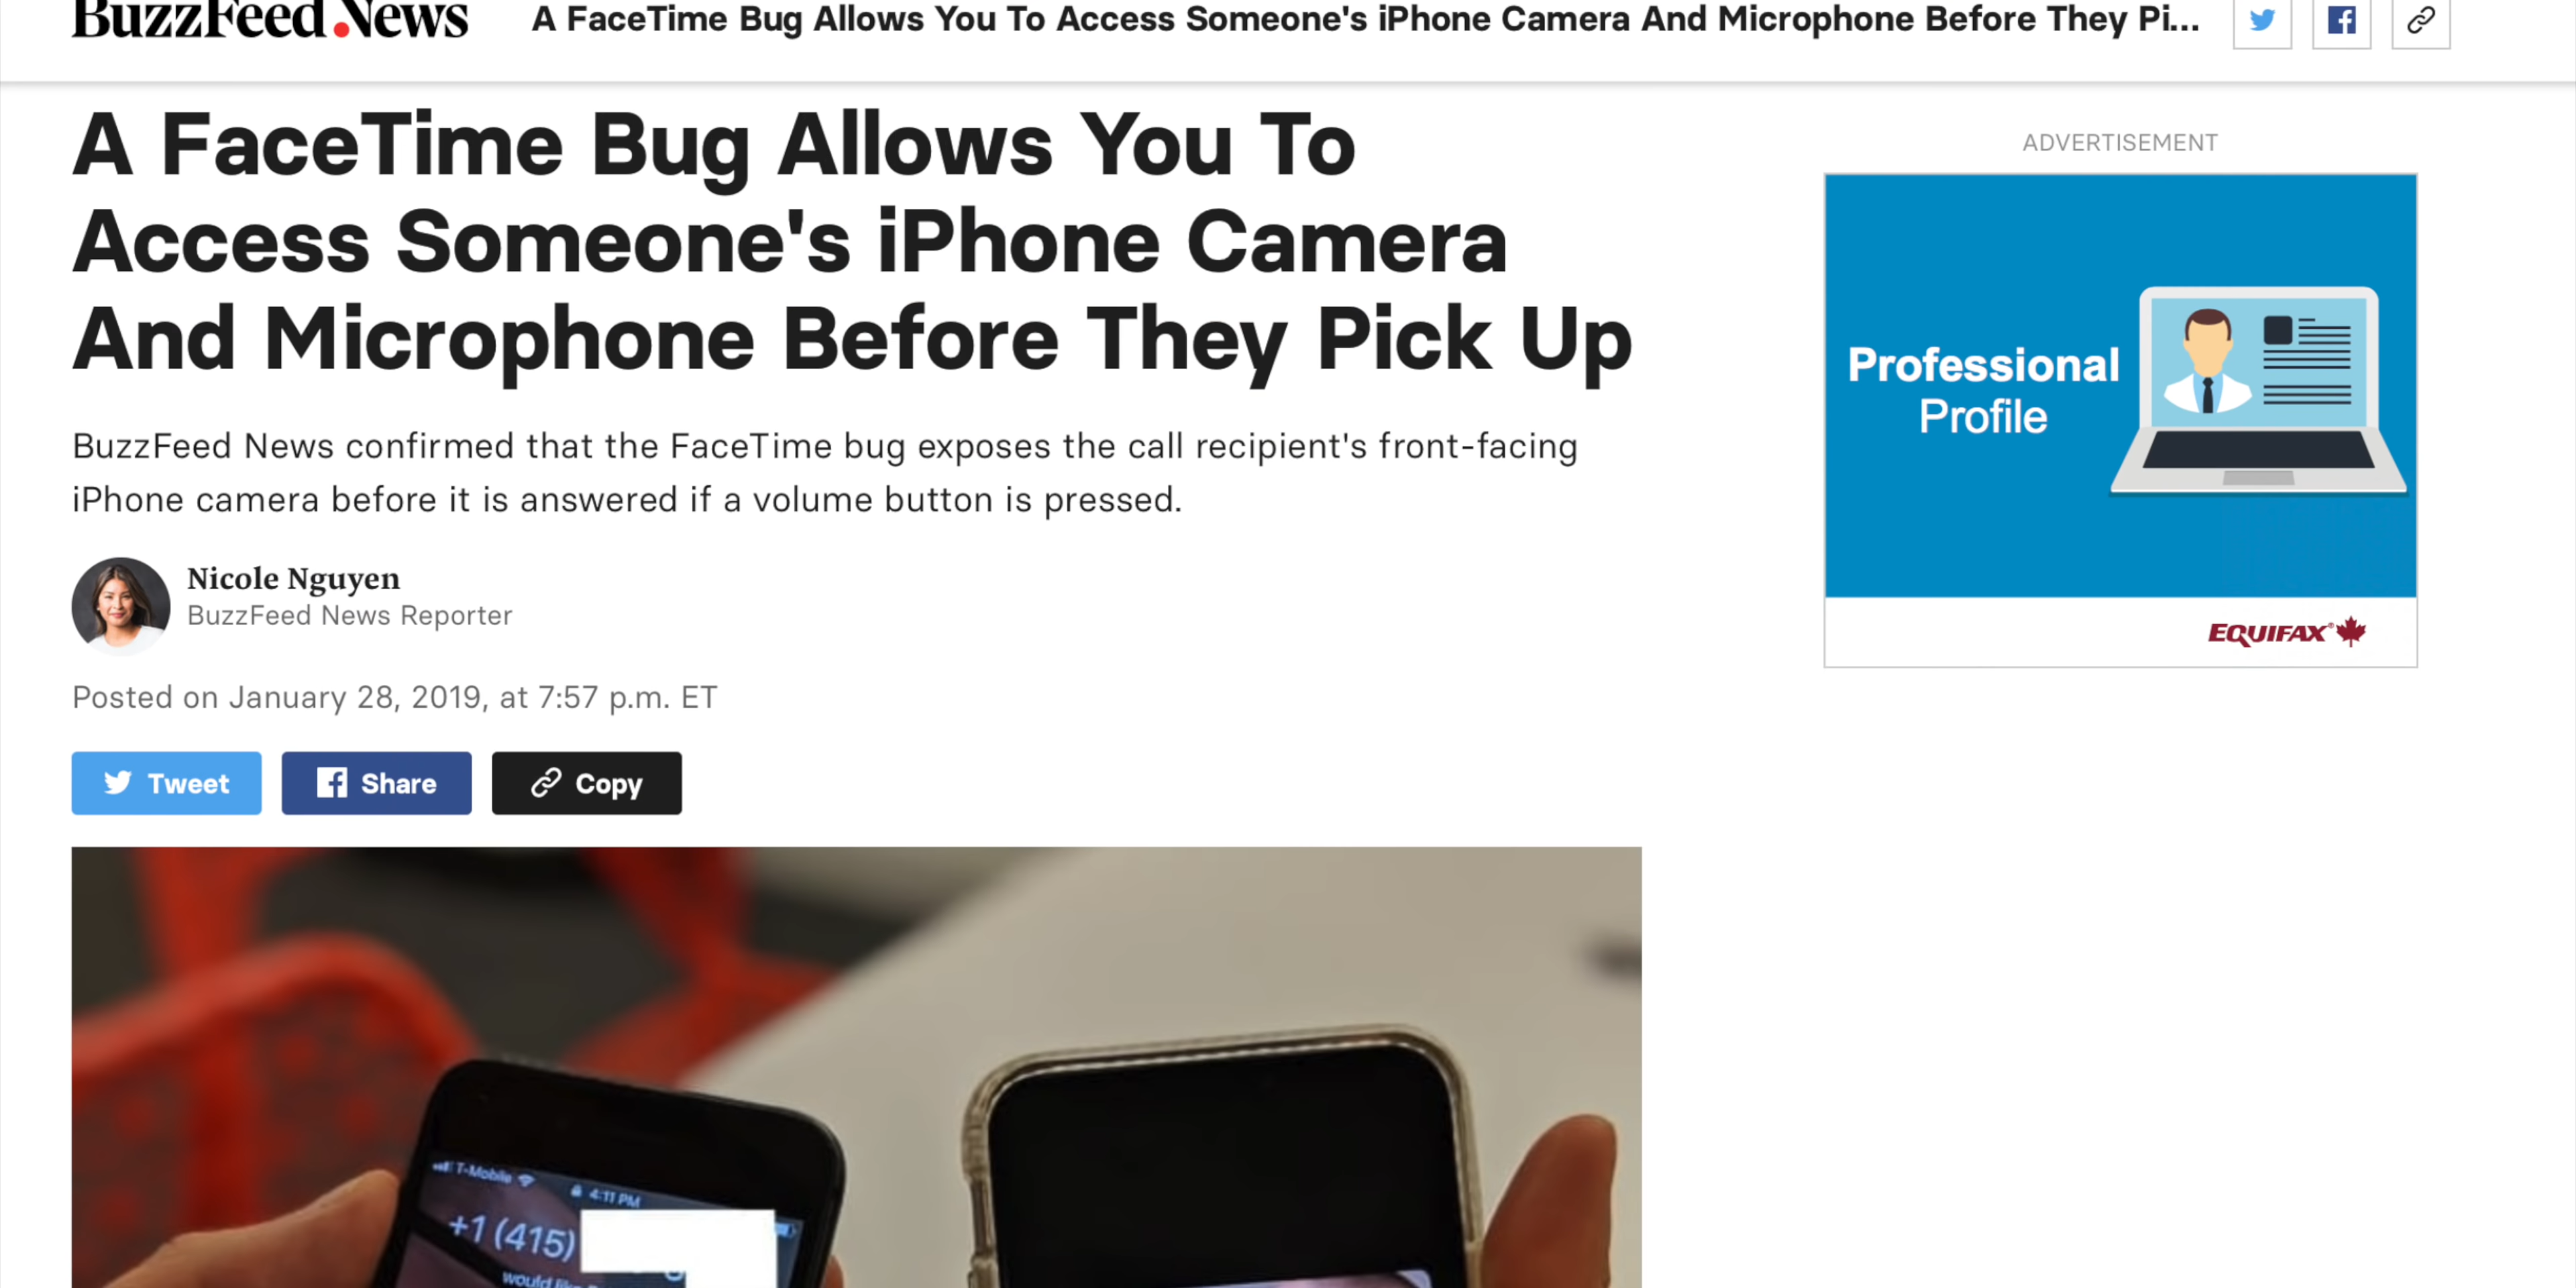 BuzzFeed News
A FaceTime Bug Allows You To Access Someone's iPhone Camera And Microphone Before They Pi...
A FaceTime Bug Allows You To
Access Someone's iPhone Camera
And Microphone Before They Pick Up
BuzzFeed News confirmed that the FaceTime bug exposes the call recipient's front-facing
iPhone camera before it is answered if a volume button is pressed.
Nicole Nguyen
BuzzFeed News Reporter
Posted on January 28, 2019, at 7:57 p.m. ET
Tweet
Share
Copy
ADVERTISEMENT
Professional
Profile
EQUIFAX®
T-Mobile
4:11 PM
+1 (415)
would